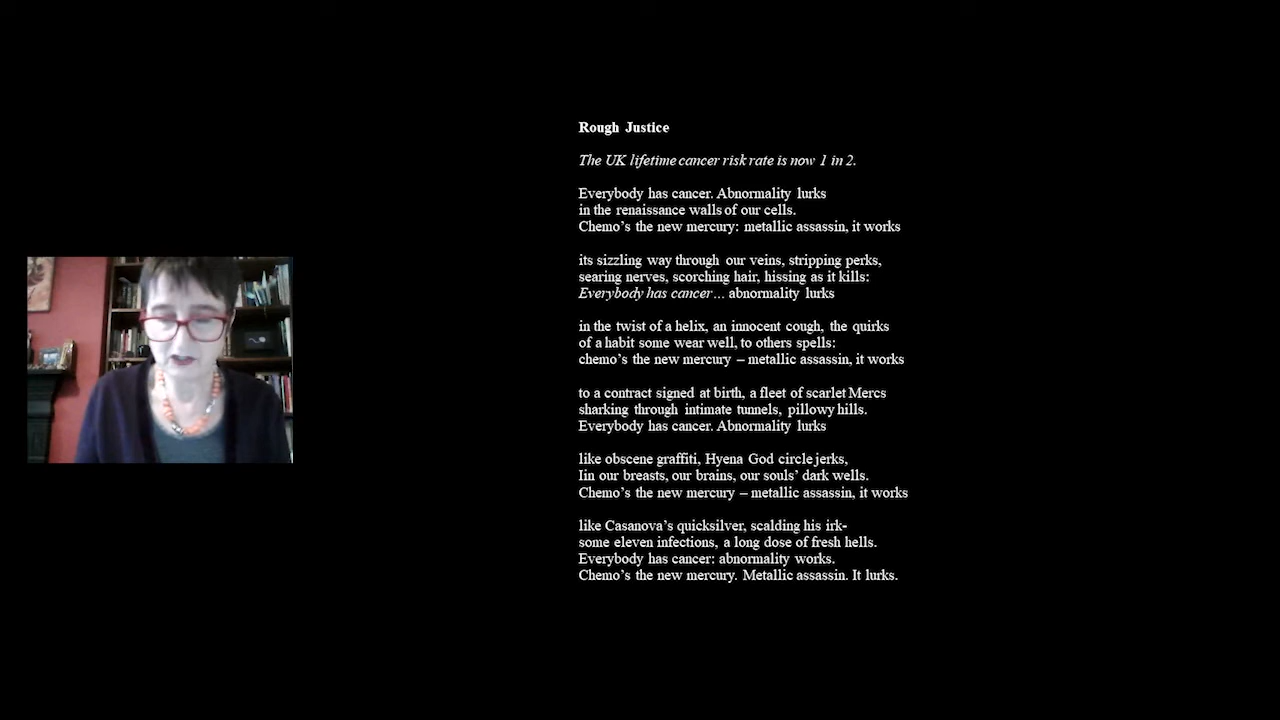 Rough Justice
The UK lifetime cancer risk rate is now 1 in 2.
Everybody has cancer. Abnormality lurks
in the renaissance walls of our cells.
Chemo’s the new mercury: metallic assassin, it works
its sizzling way through our veins, stripping perks,
searing nerves, scorching hair, hissing as it kills:
Everybody has cancer… abnormality lurks
in the twist of a helix, an innocent cough, the quirks
of a habit some wear well, to others spells:
chemo’s the new mercury – metallic assassin, it works
to a contract signed at birth, a fleet of scarlet Mercs
sharking through intimate tunnels, pillowy hills.
Everybody has cancer. Abnormality lurks
like obscene graffiti, Hyena God circle jerks,
Iin our breasts, our brains, our souls’ dark wells.
Chemo’s the new mercury – metallic assassin, it works
like Casanova’s quicksilver, scalding his irk-
some eleven infections, a long dose of fresh hells.
Everybody has cancer: abnormality works.
Chemo’s the new mercury. Metallic assassin. It lurks.